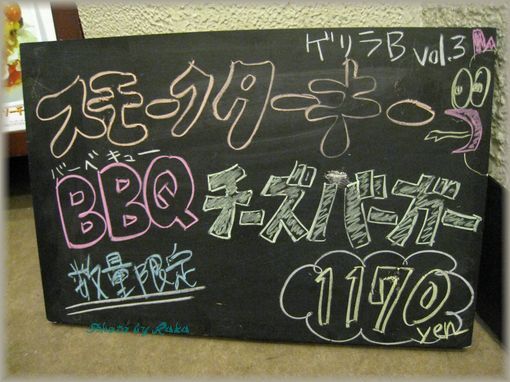 ゲリラB vol.3
スモークターキー
バーベキュー
BBQ チーズバーガー
数量限定
1170
yen
Photo by Raka